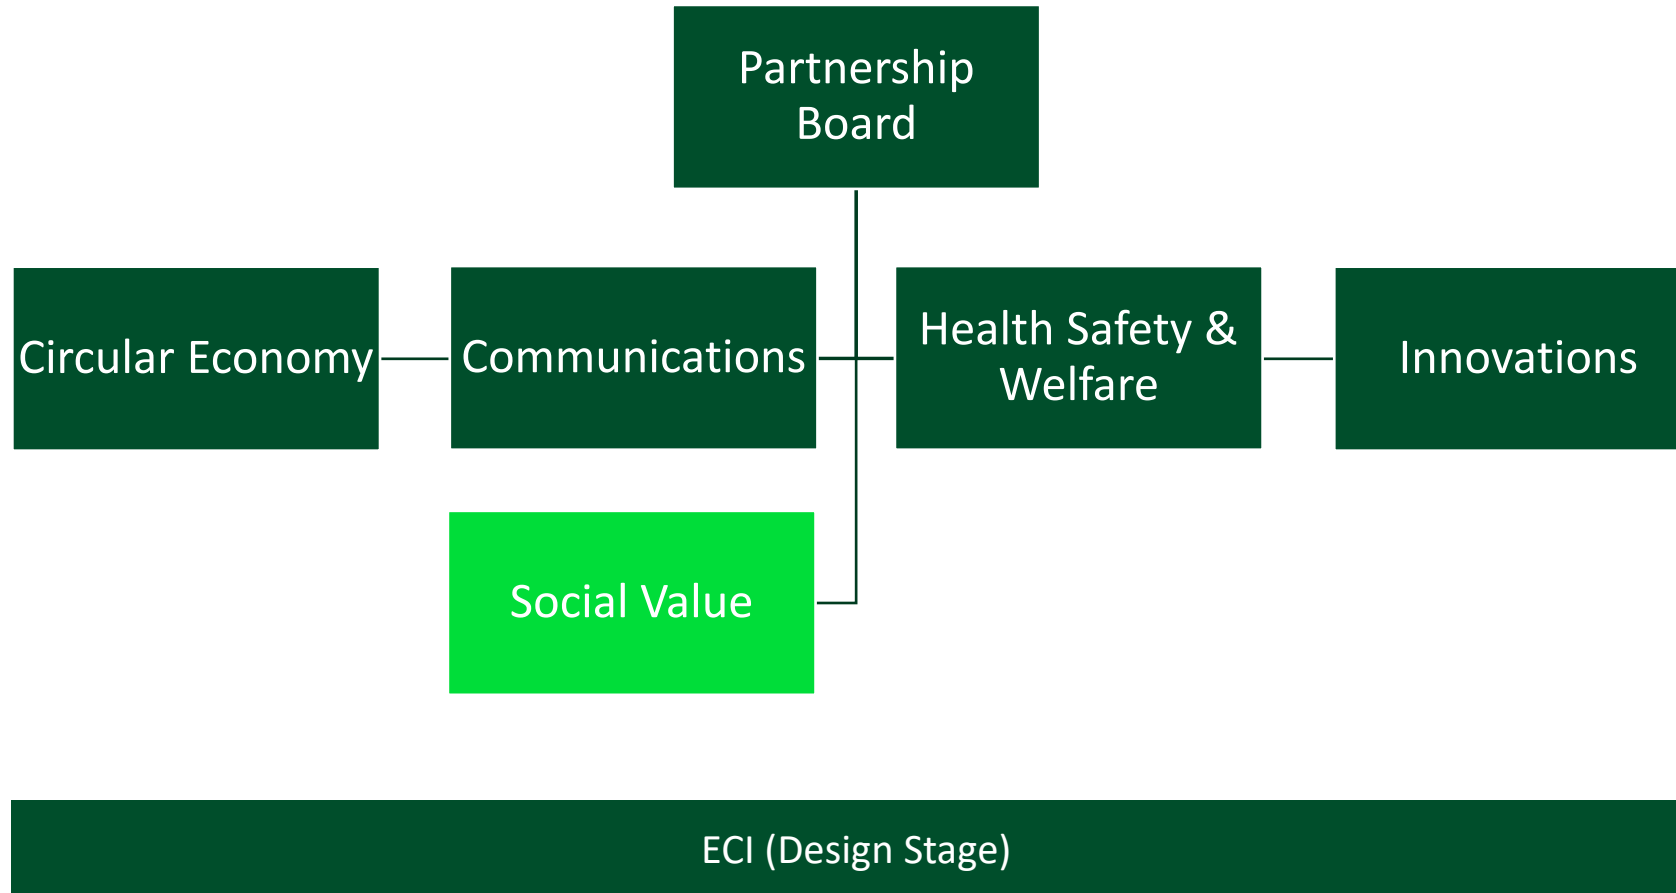 Partnership
Board
Circular Economy
Communications
Health Safety &
Welfare
Innovations
Social Value
ECI (Design Stage)